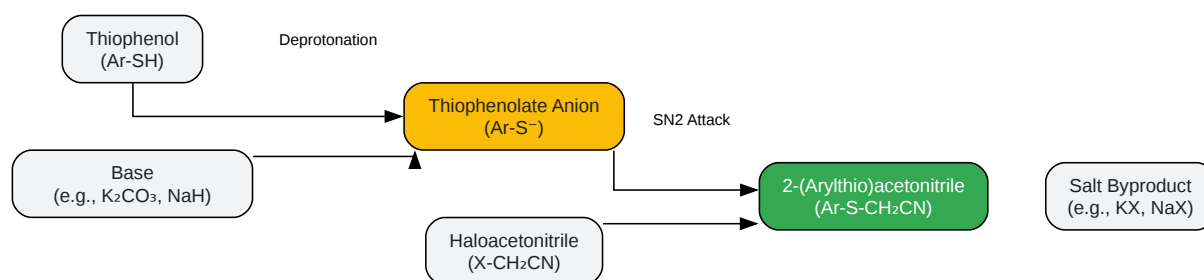 Thiophenol
(Ar-SH)
Deprotonation
Thiophenolate Anion
(Ar-S⁻)
SN2 Attack
Base
(e.g., K₂CO₃, NaH)
2-(Arylthio)acetonitrile
(Ar-S-CH₂CN)
Salt Byproduct
(e.g., KX, NaX)
Haloacetonitrile
(X-CH₂CN)